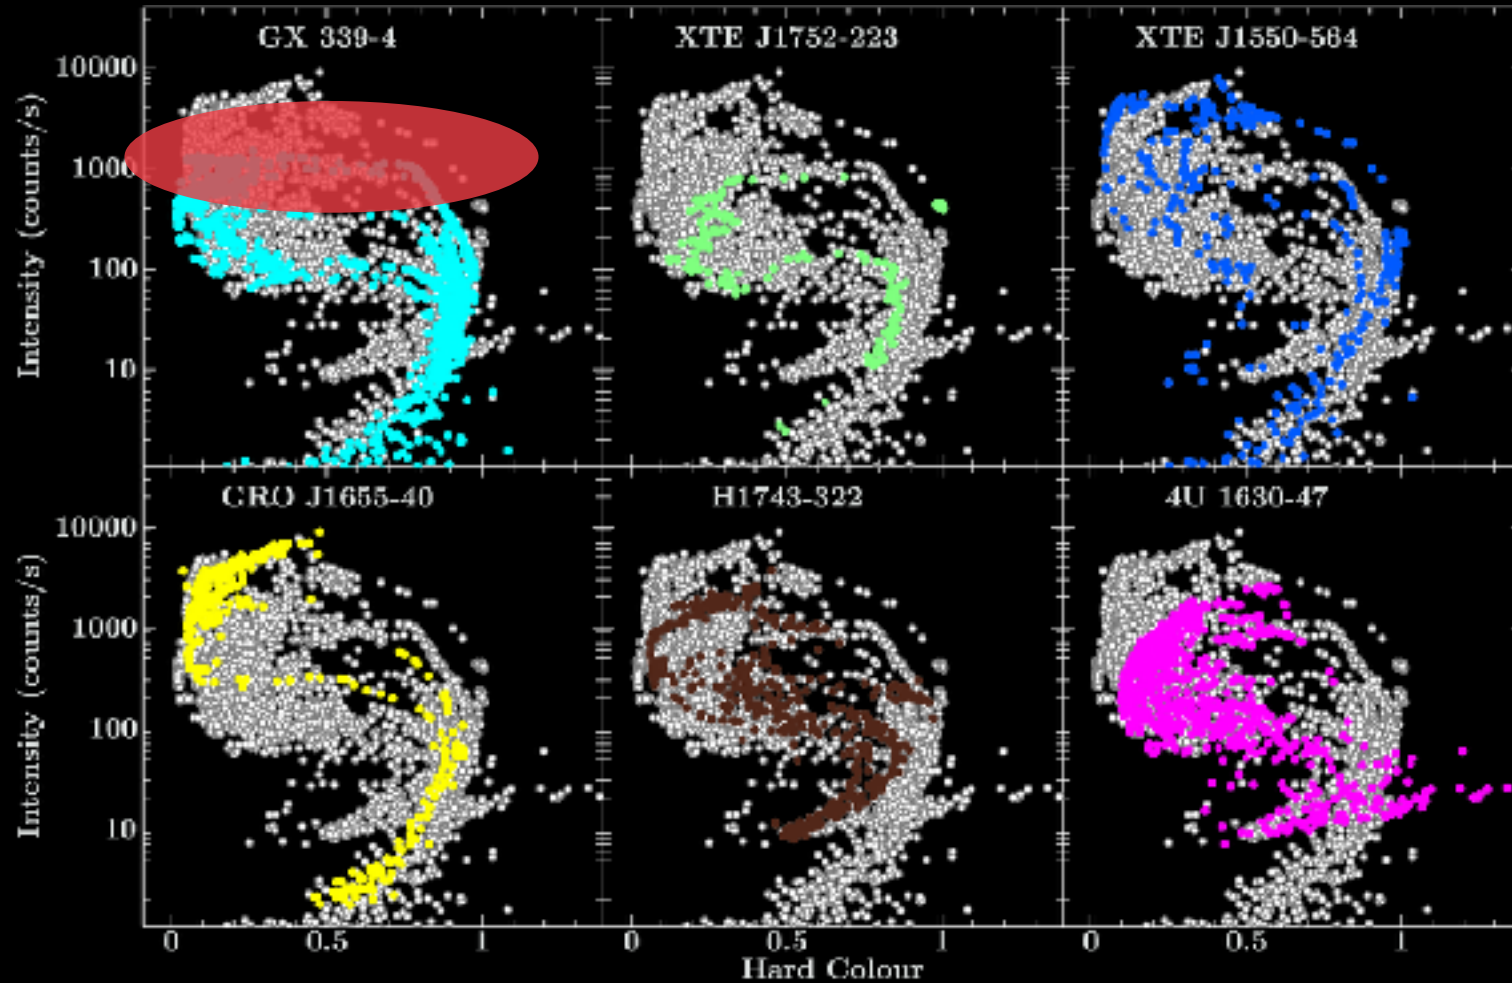 GX 339-4 XTE J1752-223 XTE J1550-564
10000
1000
100
10
Intensity (counts/s)
GRO J1655-40 H1743-322 4U 1630-47
10000
1000
100
10
Intensity (counts/s)
0 0.5 1 0 0.5 1 0 0.5 1
Hard Colour